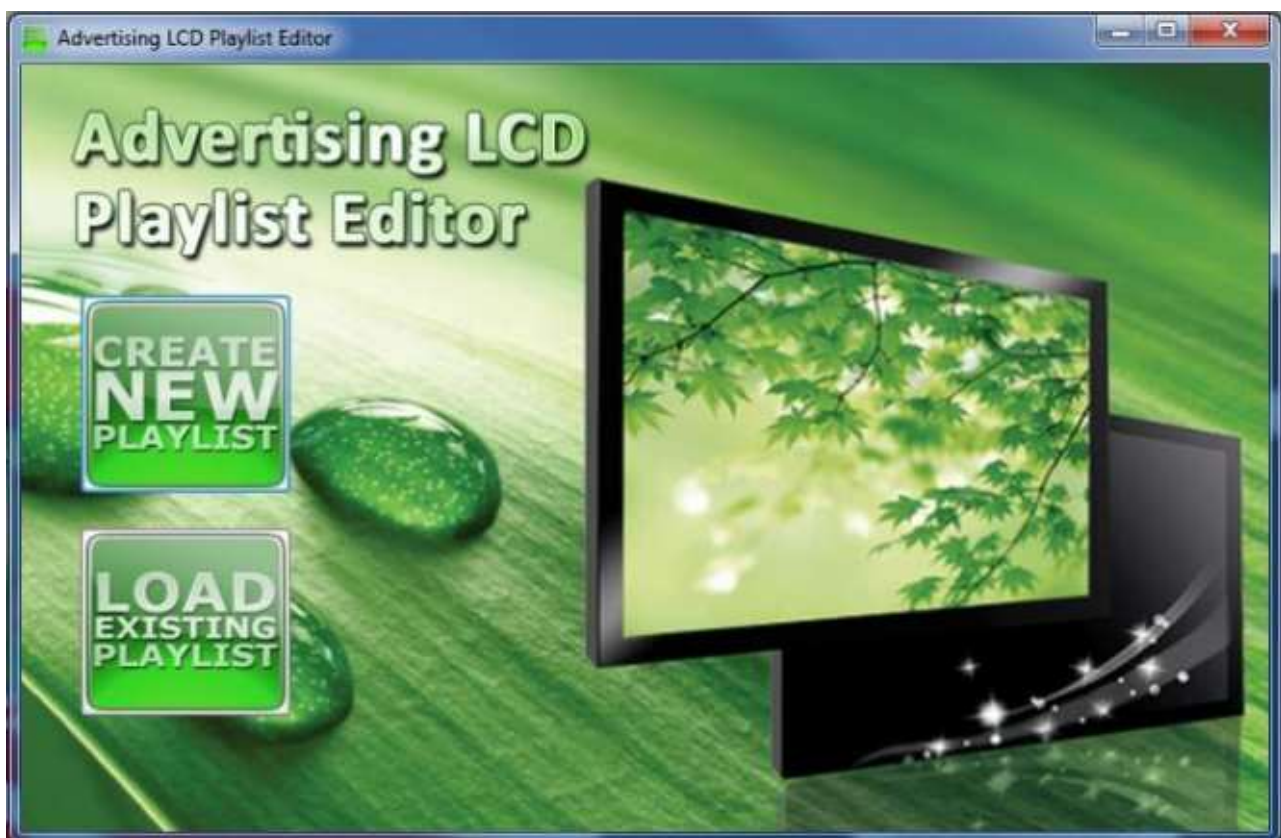 Advertising LCD Playlist Editor
Advertising LCD
Playlist Editor
CREATE
NEW
PLAYLIST
LOAD
EXISTING
PLAYLIST